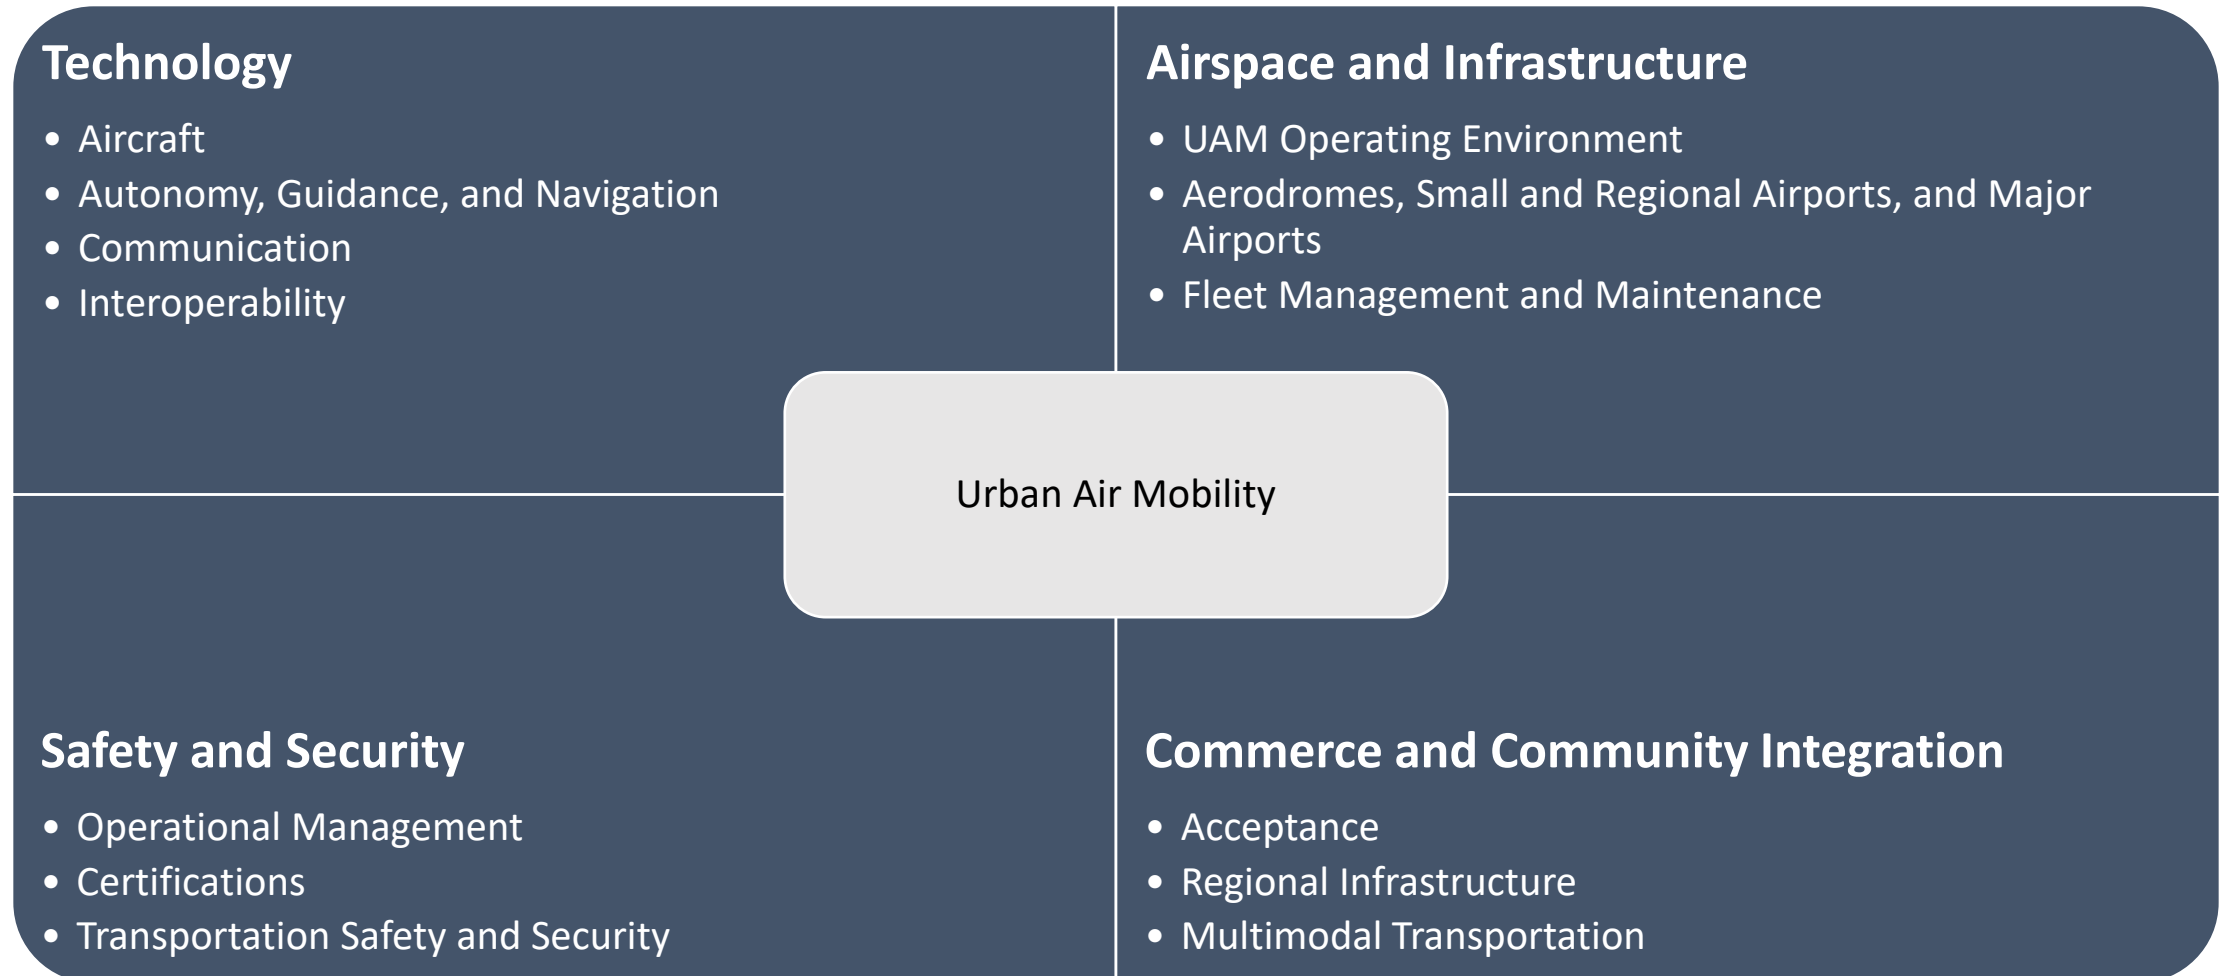 Technology
• Aircraft
• Autonomy, Guidance, and Navigation
• Communication
• Interoperability
Airspace and Infrastructure
• UAM Operating Environment
• Aerodromes, Small and Regional Airports, and Major
Airports
• Fleet Management and Maintenance
Urban Air Mobility
Safety and Security
• Operational Management
• Certifications
• Transportation Safety and Security
Commerce and Community Integration
• Acceptance
• Regional Infrastructure
• Multimodal Transportation